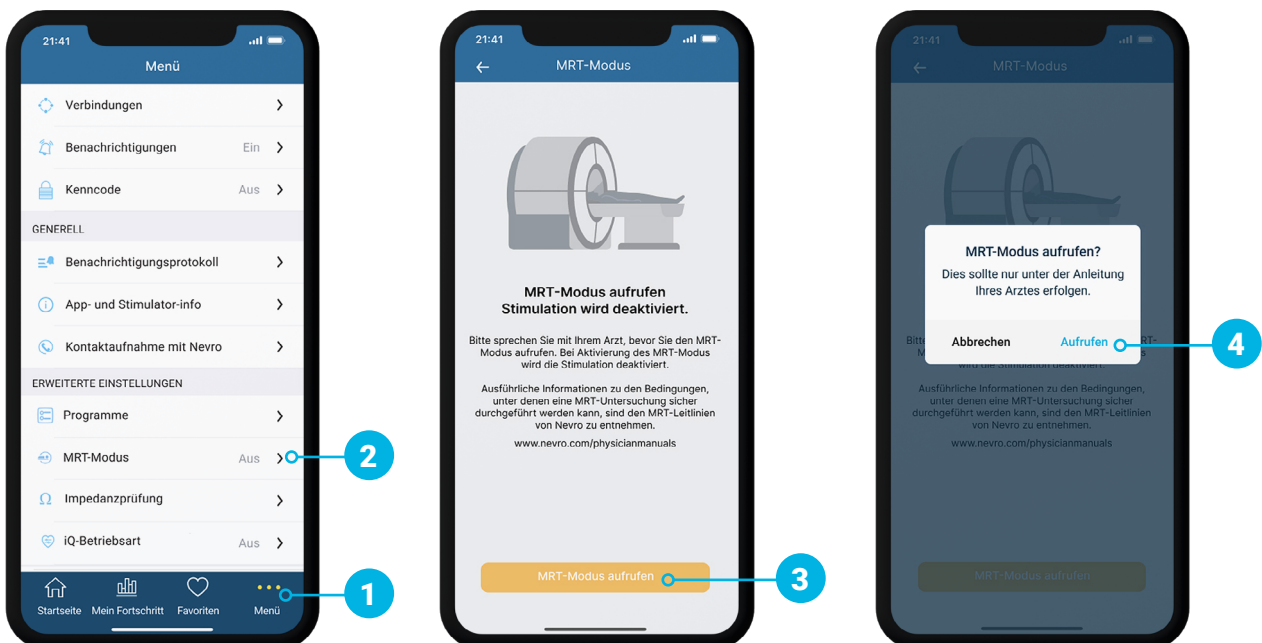 21:41
Menü
Verbindungen
Benachrichtigungen Ein
Kenncode Aus
GENERELL
Benachrichtigungsprotokoll
App- und Stimulator-info
Kontaktaufnahme mit Nevro
ERWEITERTE EINSTELLUNGEN
Programme
MRT-Modus Aus
2
Impedanzprüfung
iQ-Betriebsart Aus
Startseite Mein Fortschritt Favoriten Menü
1
21:41
MRT-Modus
MRT-Modus aufrufen
Stimulation wird deaktiviert.
Bitte sprechen Sie mit Ihrem Arzt, bevor Sie den MRT-
Modus aufrufen. Bei Aktivierung des MRT-Modus
wird die Stimulation deaktiviert.
Ausführliche Informationen zu den Bedingungen,
unter denen eine MRT-Untersuchung sicher
durchgeführt werden kann, sind den MRT-Leitlinien
von Nevro zu entnehmen.
www.nevro.com/physicianmanuals
MRT-Modus aufrufen
3
21:41
MRT-Modus
MRT-Modus aufrufen?
Dies sollte nur unter der Anleitung
Ihres Arztes erfolgen.
Abbrechen Aufrufen
4
wird die Stimulation deaktiviert.
Ausführliche Informationen zu den Bedingungen,
unter denen eine MRT-Untersuchung sicher
durchgeführt werden kann, sind den MRT-Leitlinien
von Nevro zu entnehmen.
www.nevro.com/physicianmanuals
MRT-Modus aufrufen